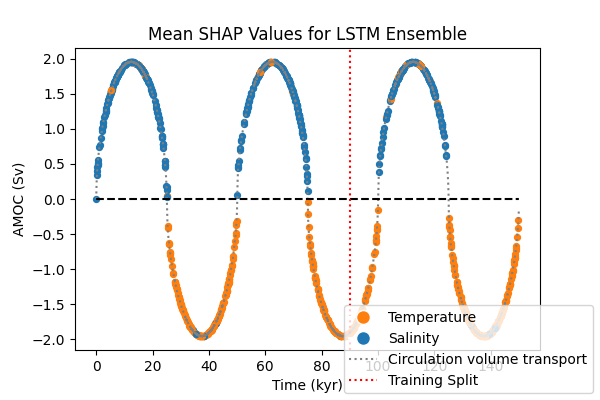 Mean SHAP Values for LSTM Ensemble
AMOC (Sv)
2.0
1.5
1.0
0.5
0.0
−0.5
−1.0
−1.5
−2.0
0 20 40 60 80 100 120 140
Time (kyr)
Temperature
Salinity
Circulation volume transport
Training Split